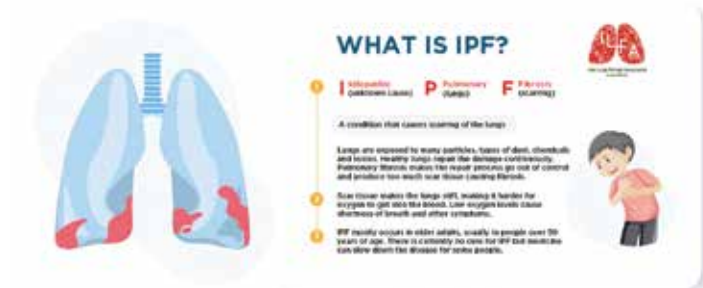 WHAT IS IPF?
ILFA
1
I Idiopathic (unknown cause) P Pulmonary (lungs) F Fibrosis (scarring)
A condition that causes scarring of the lungs
Lungs are exposed to many particles, types of dust, chemicals
and toxins. Healthy lungs repair the damage continuously.
Pulmonary fibrosis makes the repair process go out of control
and produce too much scar tissue causing fibrosis.
2
Scar tissue makes the lungs stiff, making it harder for
oxygen to get into the blood. Low oxygen levels cause
shortness of breath and other symptoms.
3
IPF mostly occurs in older adults, usually in people over 50
years of age. There is currently no cure for IPF but medicine
can slow down the disease for some people.